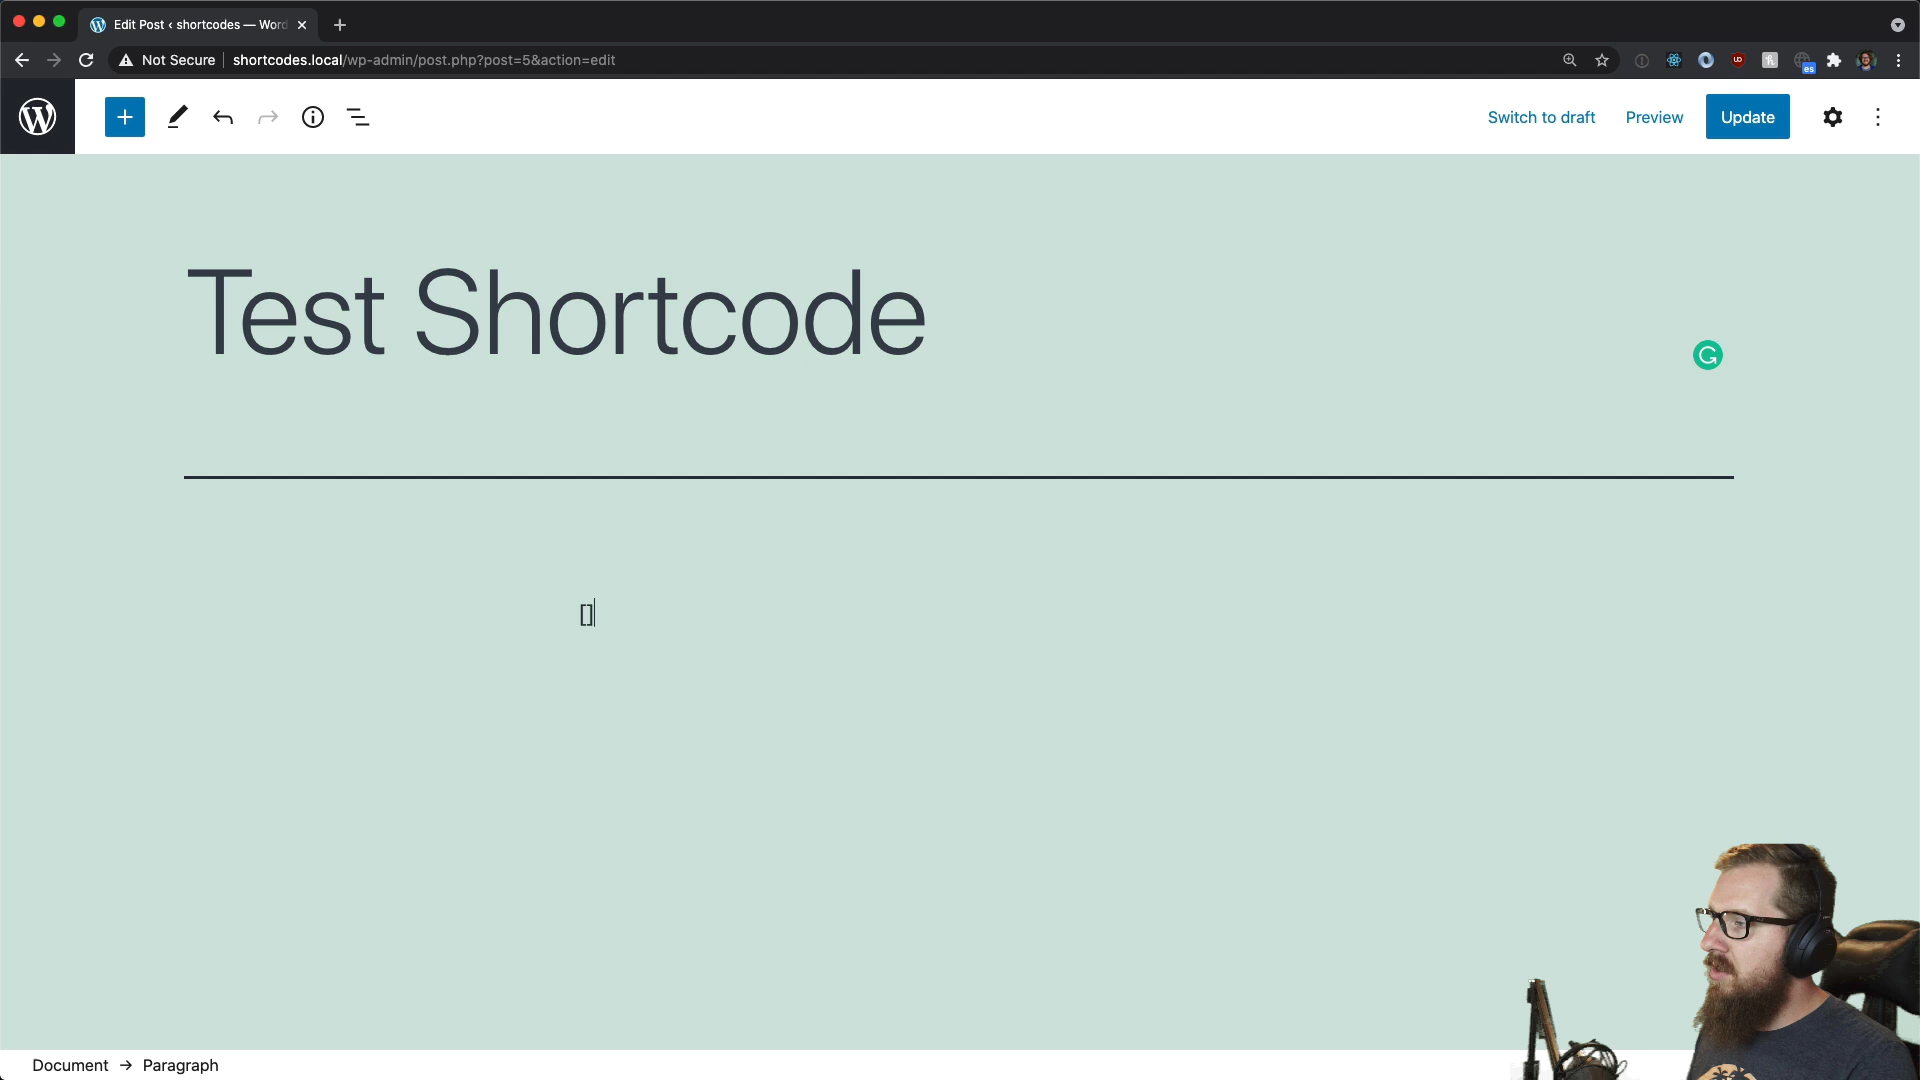 Edit Post ‹ shortcodes — Word
Not Secure
shortcodes.local/wp-admin/post.php?post=5&action=edit
es
Switch to draft
Preview
Update
Test Shortcode
[]
Document → Paragraph